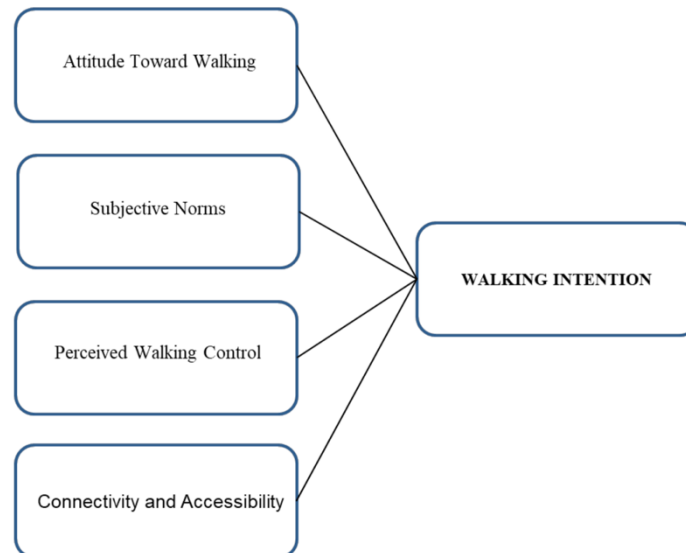 Attitude Toward Walking
Subjective Norms
WALKING INTENTION
Perceived Walking Control
Connectivity and Accessibility